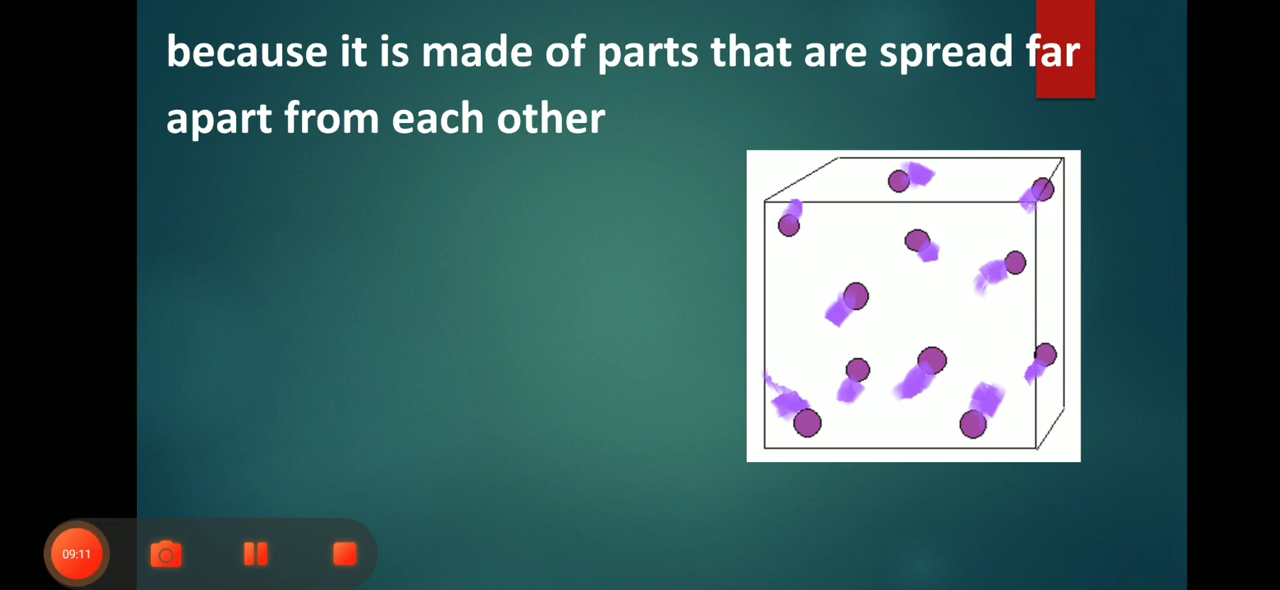 because it is made of parts that are spread far
apart from each other
09:11